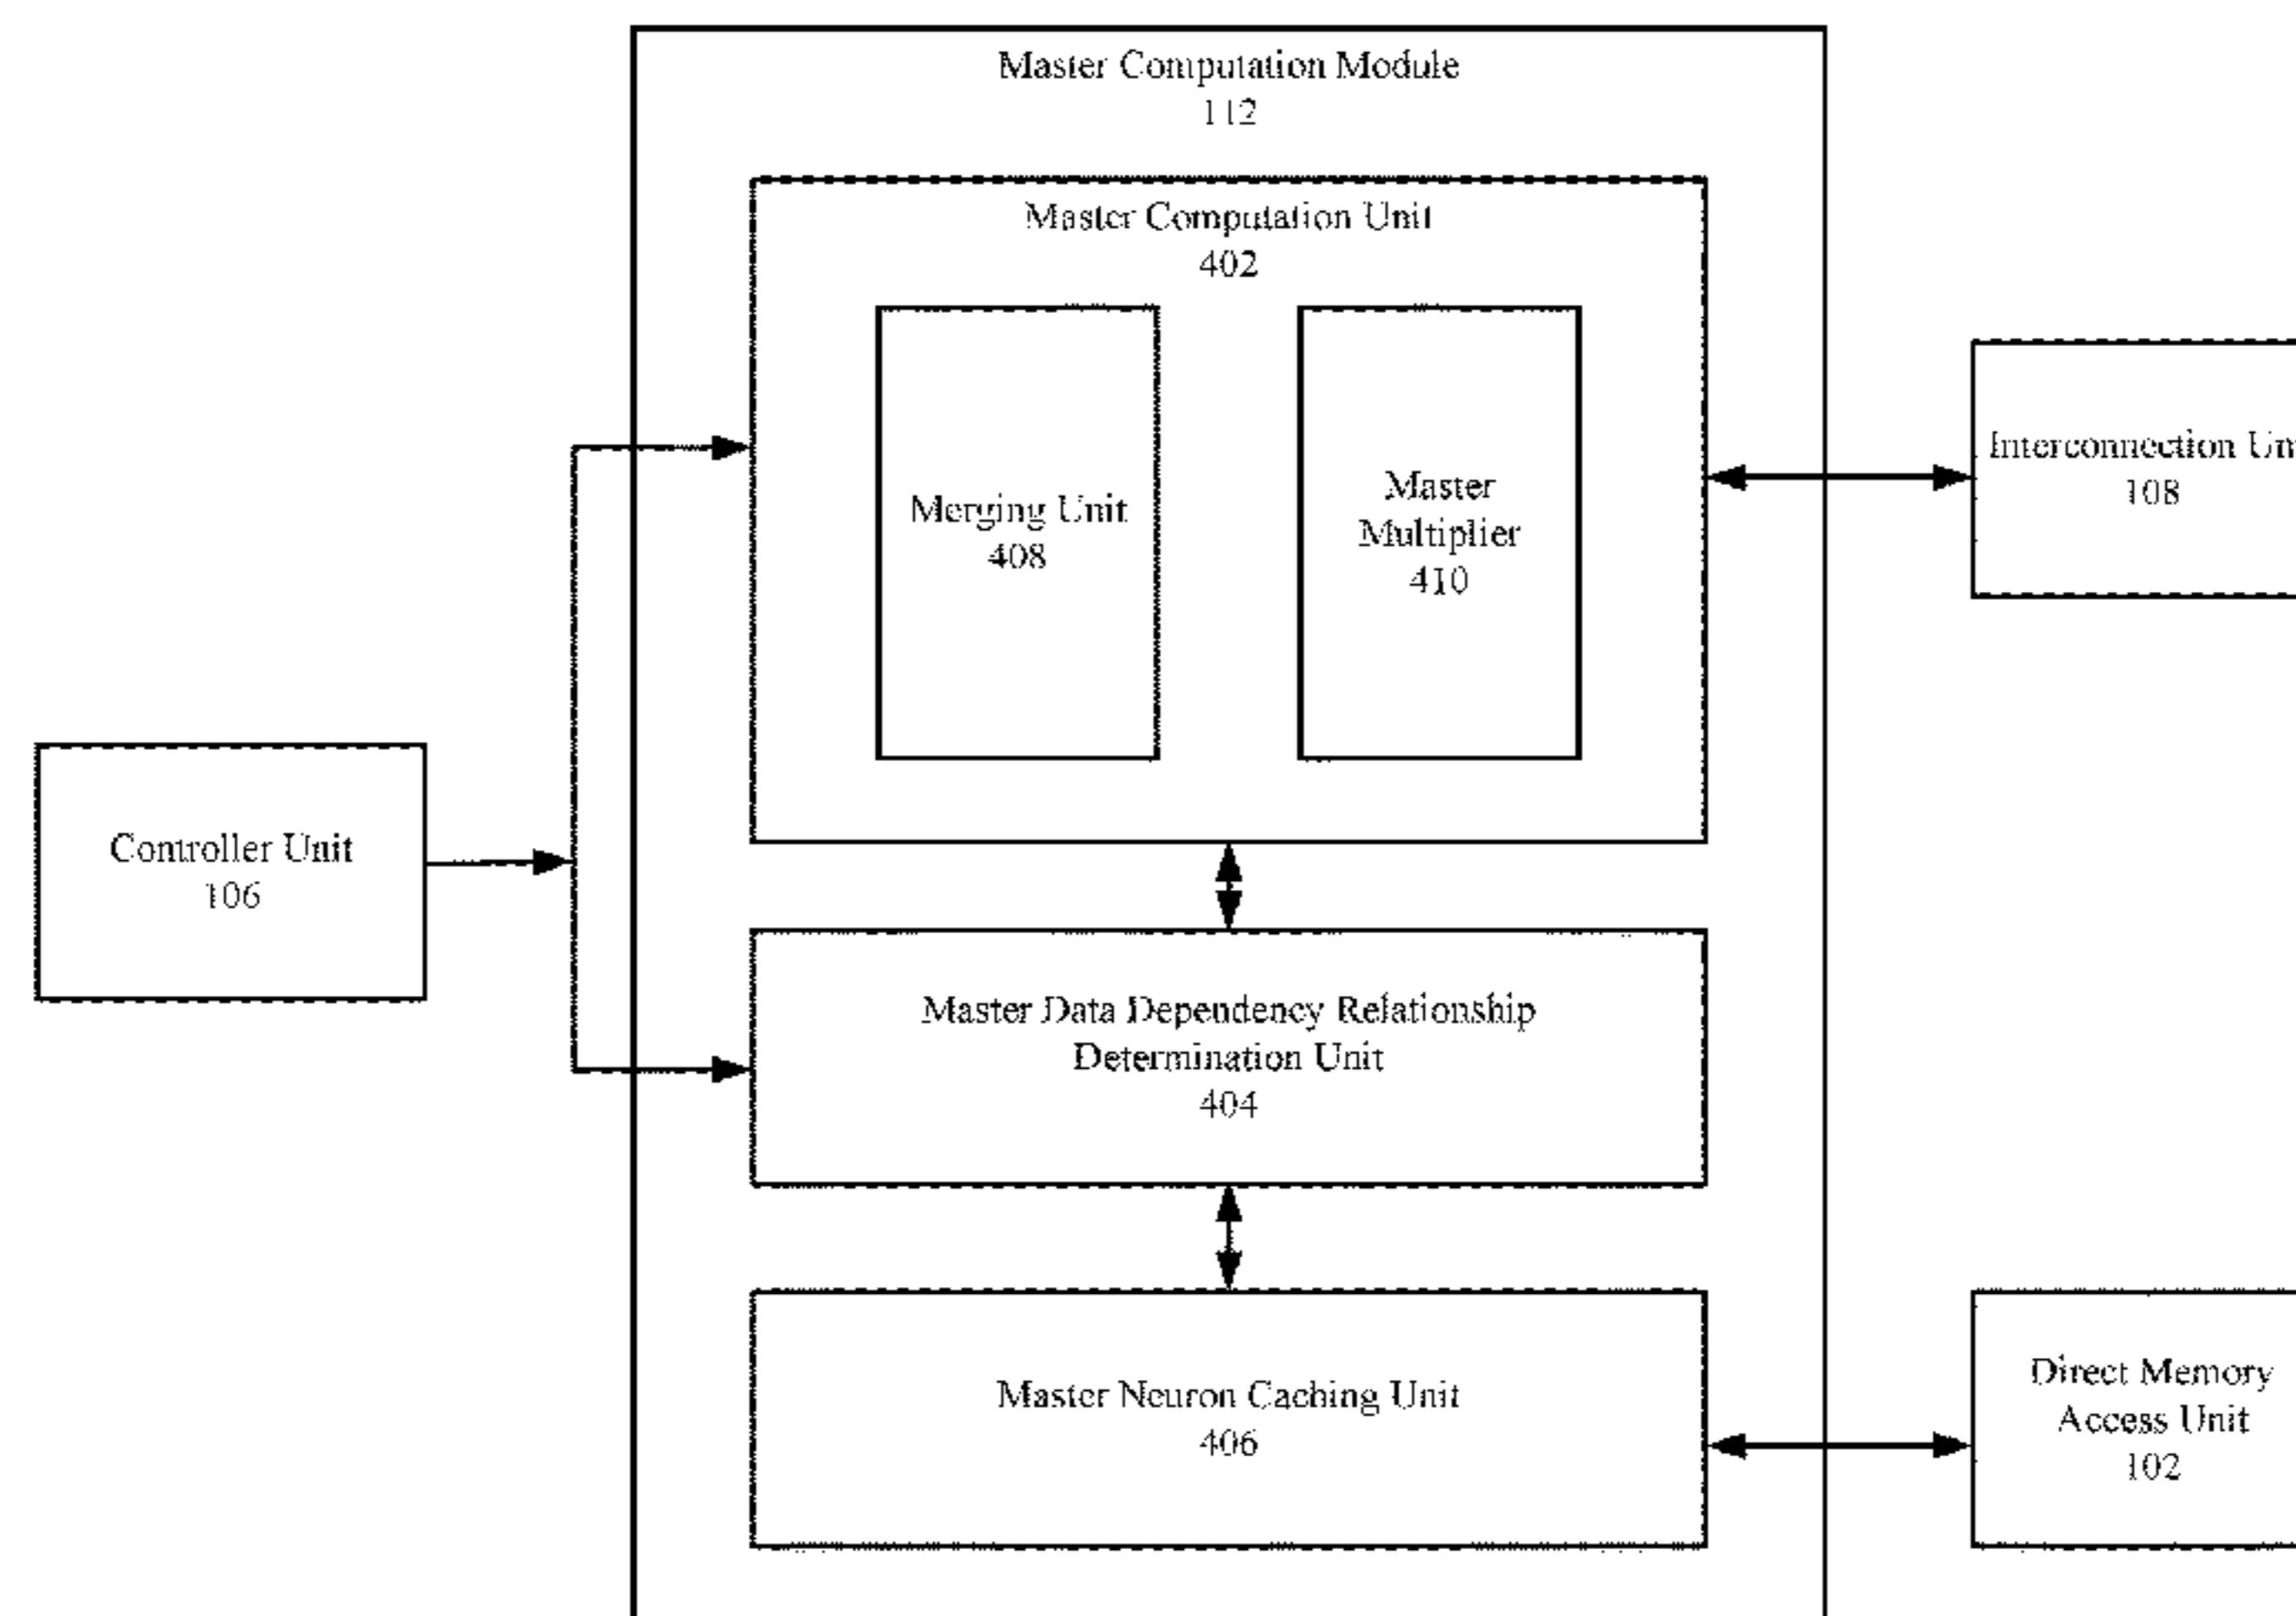 Master Computation Module
112
Master Computation Unit
402
Merging Unit
408
Master
Multiplier
410
Interconnection
108
Controller Unit
106
Master Data Dependency Relationship
Determination Unit
404
Master Neuron Caching Unit
406
Direct Memory
Access Unit
102